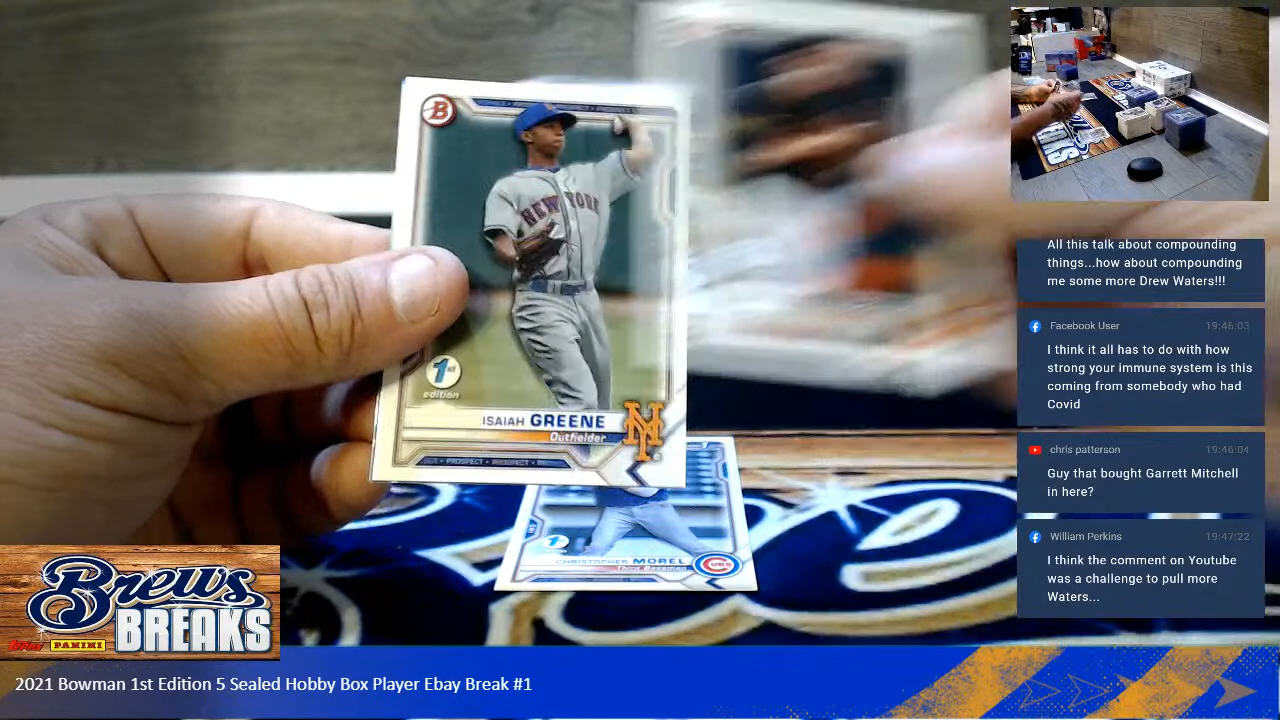 B
NEW YORK
1st
edition
ISAIAH GREENE
Outfielder
NY
PROSPECT • PROSPECT
1st
CHRISTOPHER MOREL
CUBS
All this talk about compounding
things...how about compounding
me some more Drew Waters!!!
Facebook User 19:46:03
I think it all has to do with how
strong your immune system is this
coming from somebody who had
Covid
chris patterson 19:46:04
Guy that bought Garrett Mitchell
in here?
William Perkins 19:47:22
I think the comment on Youtube
was a challenge to pull more
Waters...
Brews
BREAKS
topps PANINI
2021 Bowman 1st Edition 5 Sealed Hobby Box Player Ebay Break #1